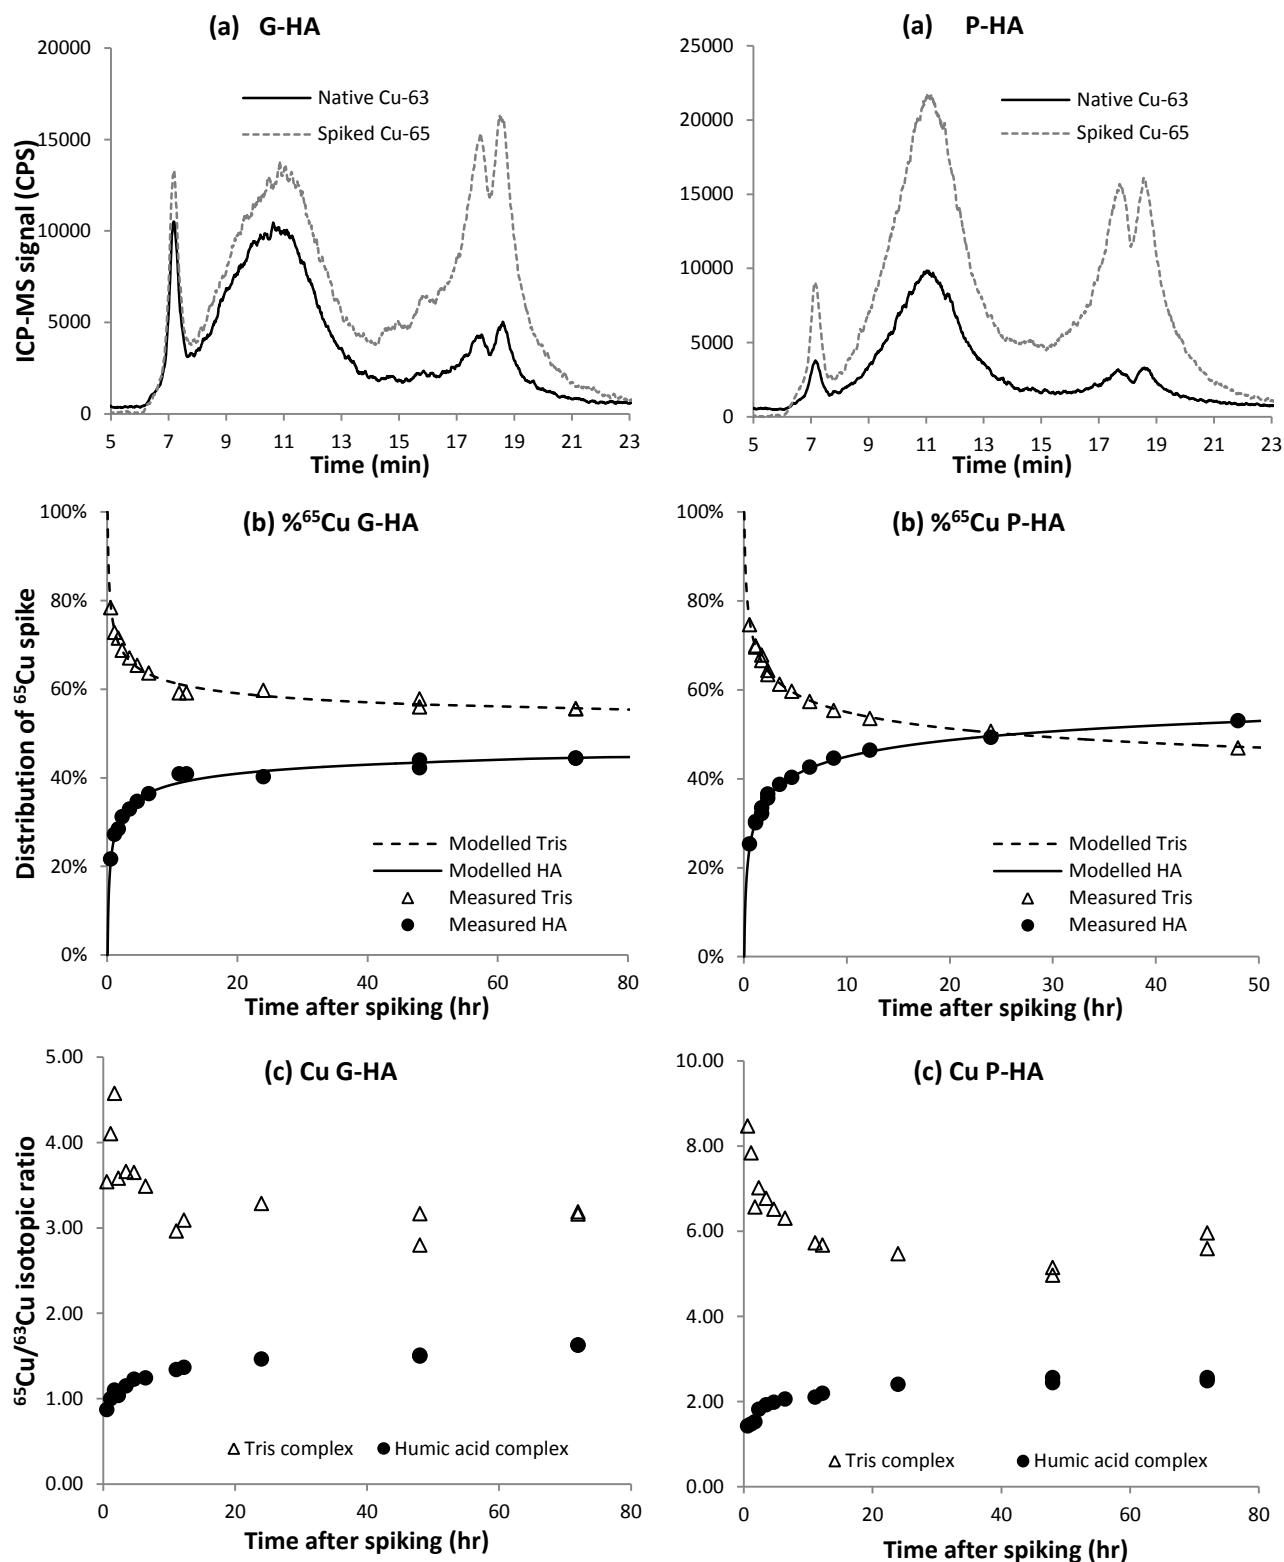 (a) G-HA
20000
15000
10000
5000
0
ICP-MS signal (CPS)
Native Cu-63
Spiked Cu-65
5 7 9 11 13 15 17 19 21 23
Time (min)
(a) P-HA
25000
20000
15000
10000
5000
0
Native Cu-63
Spiked Cu-65
5 7 9 11 13 15 17 19 21 23
Time (min)
(b) %⁶⁵Cu G-HA
100%
80%
60%
40%
20%
0%
Distribution of ⁶⁵Cu spike
Modelled Tris
Modelled HA
Measured Tris
Measured HA
0 20 40 60 80
Time after spiking (hr)
(b) %⁶⁵Cu P-HA
100%
80%
60%
40%
20%
0%
Modelled Tris
Modelled HA
Measured Tris
Measured HA
0 10 20 30 40 50
Time after spiking (hr)
(c) Cu G-HA
5.00
4.00
3.00
2.00
1.00
0.00
⁶⁵Cu/⁶³Cu isotopic ratio
Tris complex Humic acid complex
0 20 40 60 80
Time after spiking (hr)
(c) Cu P-HA
10.00
8.00
6.00
4.00
2.00
0.00
Tris complex Humic acid complex
0 20 40 60 80
Time after spiking (hr)